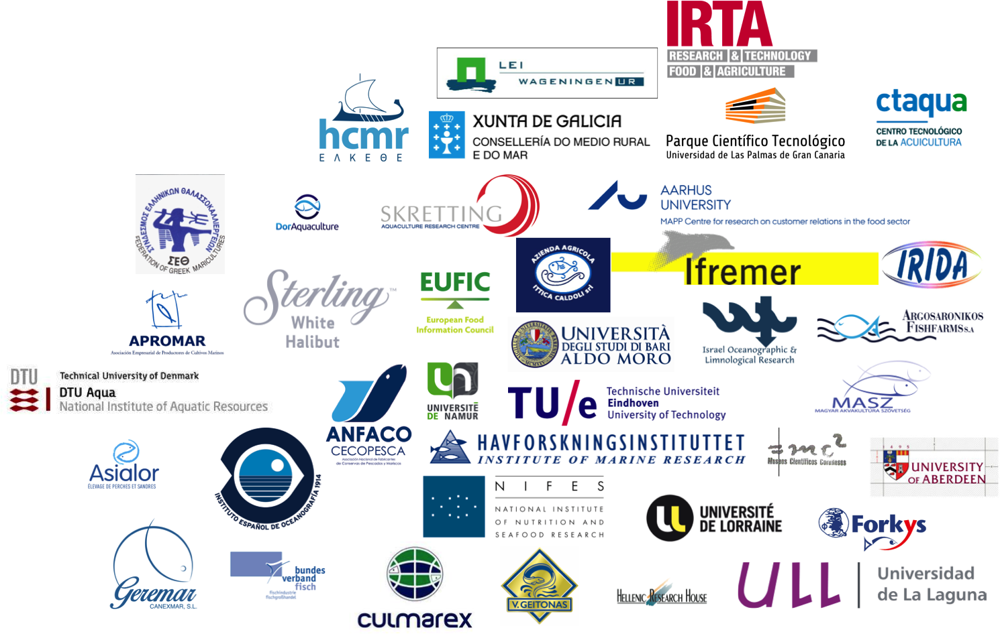 IRTA
RESEARCH & TECHNOLOGY
FOOD & AGRICULTURE
LEI
WAGENINGEN UR
hcmr
ΕΛΚΕΘΕ
XUNTA DE GALICIA
CONSELLERÍA DO MEDIO RURAL
E DO MAR
Parque Científico Tecnológico
Universidad de Las Palmas de Gran Canaria
ctaqua
CENTRO TECNOLÓGICO
DE LA ACUICULTURA
ΣΥΝΔΕΣΜΟΣ ΕΛΛΗΝΙΚΩΝ ΘΑΛΑΣΣΟΚΑΛΛΙΕΡΓΕΙΩΝ
ΣΕΘ
FEDERATION OF GREEK MARICULTURES
DorAquaculture
SKRETTING
AQUACULTURE RESEARCH CENTRE
AARHUS
UNIVERSITY
MAPP Centre for research on customer relations in the food sector
AZIENDA AGRICOLA
ITTICA CALDOLI srl
Ifremer
IRIDA
APROMAR
Asociación Empresarial de Productores de Cultivos Marinos
Sterling™
White
Halibut
EUFIC
European Food
Information Council
UNIVERSITÀ
DEGLI STUDI DI BARI
ALDO MORO
Israel Oceanographic &
Limnological Research
ARGOSARONIKOS
FISHFARMS S.A
DTU
Technical University of Denmark
DTU Aqua
National Institute of Aquatic Resources
ANFACO
CECOPESCA
Asociación Nacional de Fabricantes
de Conservas de Pescados y Mariscos
UNIVERSITÉ
DE NAMUR
TU/e
Technische Universiteit
Eindhoven
University of Technology
MASZ
MAGYAR AKVAKULTÚRA SZÖVETSÉG
Asialor
ÉLEVAGE DE PERCHES ET SANDRES
INSTITUTO ESPAÑOL DE OCEANOGRAFÍA 1914
HAVFORSKNINGSINSTITUTTET
INSTITUTE OF MARINE RESEARCH
=mc2
Museos Científicos Coruñeses
1495
UNIVERSITY
OF ABERDEEN
NIFES
NATIONAL INSTITUTE
OF NUTRITION AND
SEAFOOD RESEARCH
UNIVERSITÉ
DE LORRAINE
Forkys
Geremar
CANEXMAR, S.L.
bundes
verband
fisch
fischindustrie
fischgroßhandel
culmarex
V. GEITONAS
HELLENIC RESEARCH HOUSE
ULL
Universidad
de La Laguna